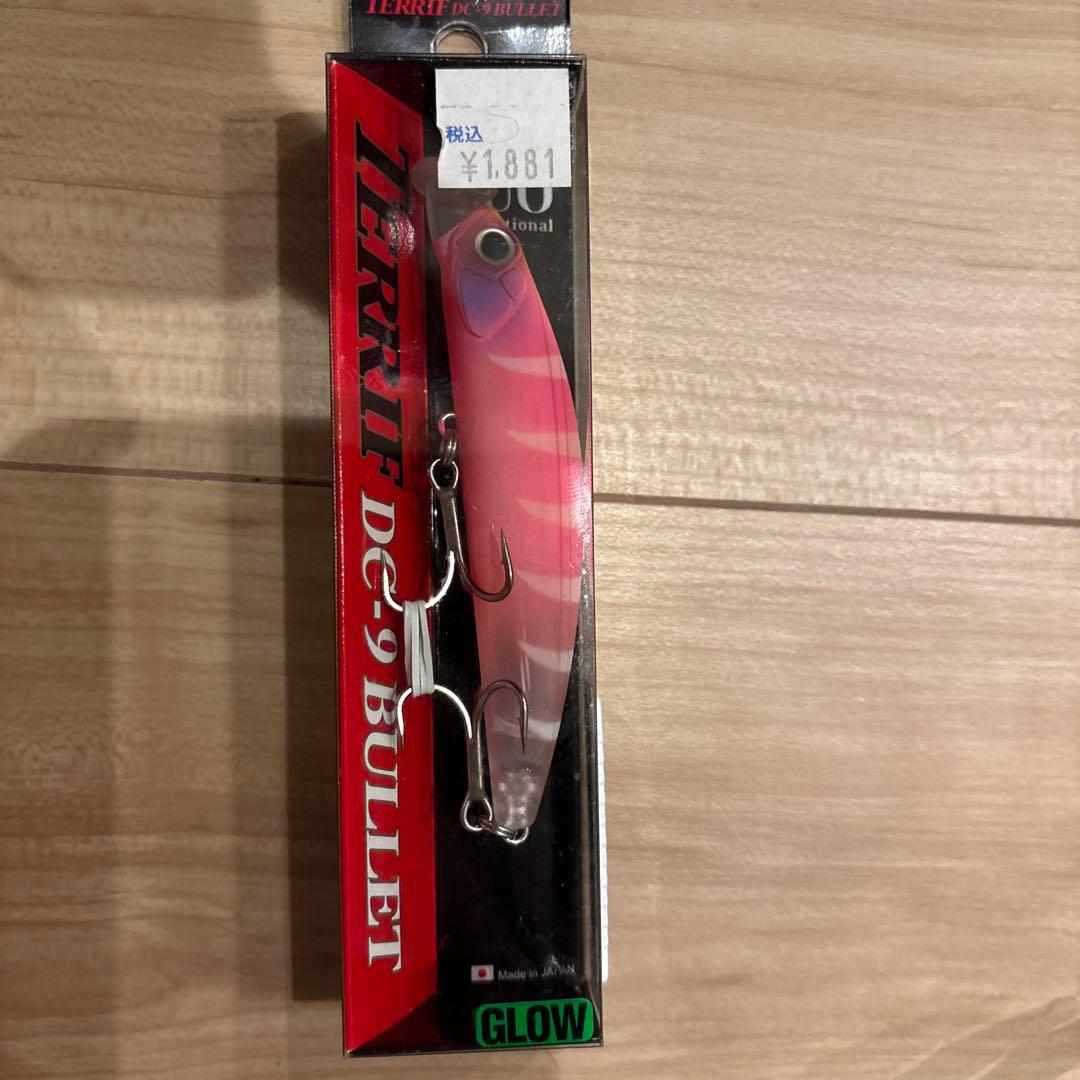 TERRIF DC-9 BULLET
税込
¥1,881
TERRIF DC-9 BULLET
Made in JAPAN
GLOW